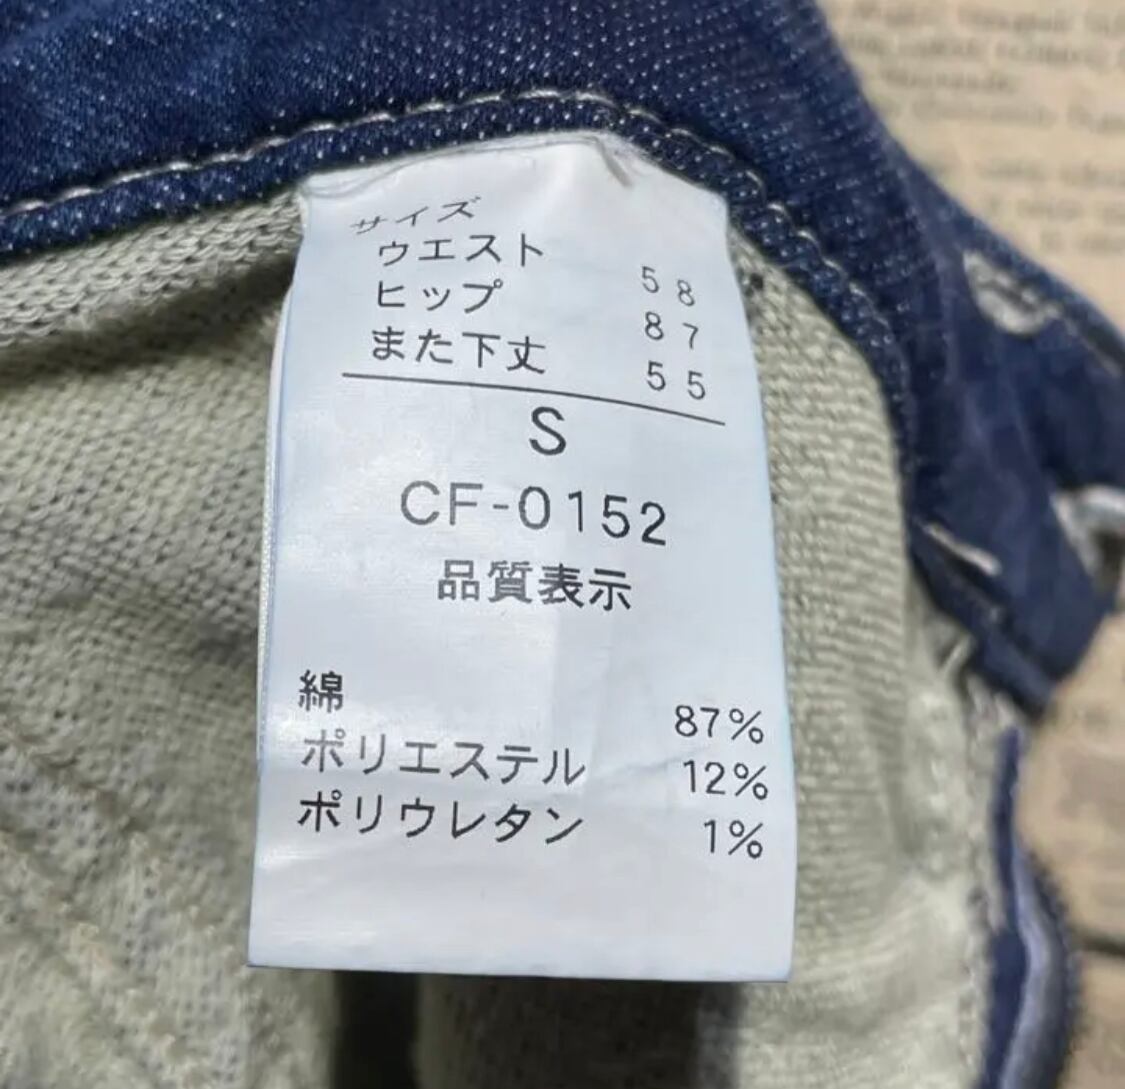 サイズ
ウエスト 58
ヒップ 87
また下丈 55
S
CF-0152
品質表示
綿 87%
ポリエステル 12%
ポリウレタン 1%